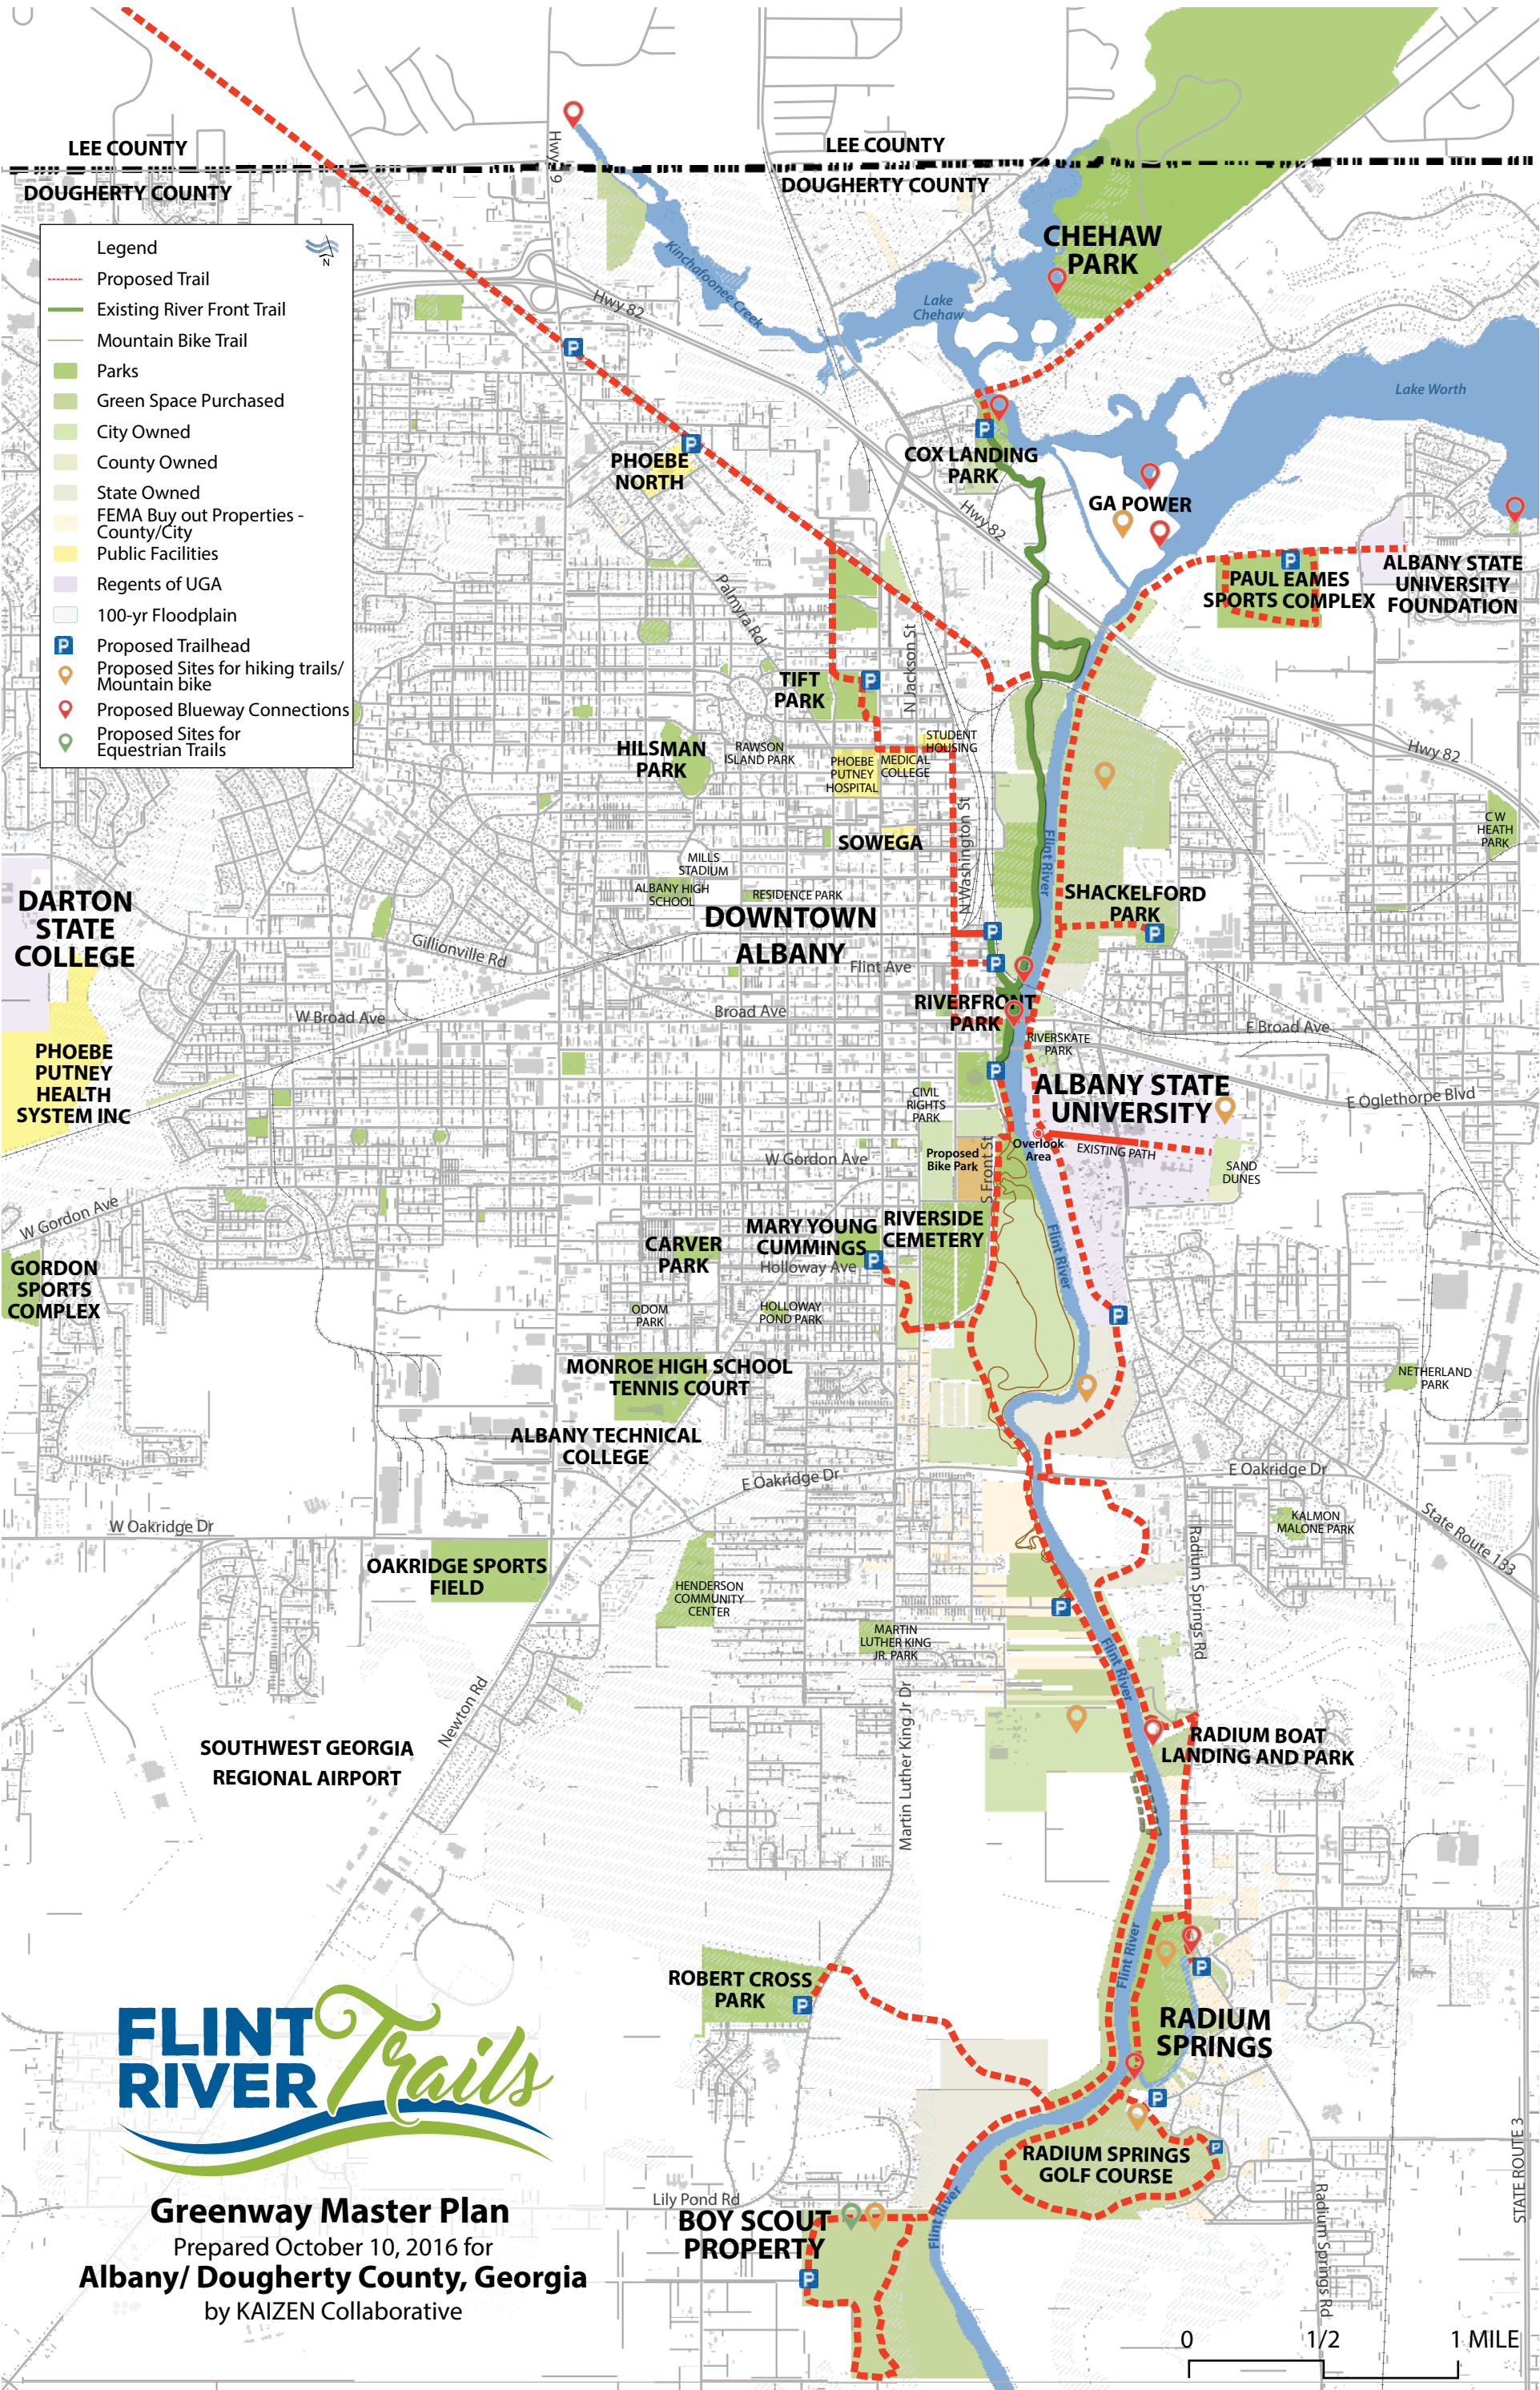 LEE COUNTY
DOUGHERTY COUNTY
LEE COUNTY
DOUGHERTY COUNTY
Hwy 19
Kinchafoonee Creek
Lake
Chehaw
CHEHAW
PARK
Legend
N
Proposed Trail
Existing River Front Trail
Mountain Bike Trail
Parks
Green Space Purchased
City Owned
County Owned
State Owned
FEMA Buy out Properties -
County/City
Public Facilities
Regents of UGA
100-yr Floodplain
P
Proposed Trailhead
Proposed Sites for hiking trails/
Mountain bike
Proposed Blueway Connections
Proposed Sites for
Equestrian Trails
Hwy 82
P
Lake Worth
P
PHOEBE
NORTH
P
COX LANDING
PARK
Hwy 82
GA POWER
P
PAUL EAMES
SPORTS COMPLEX
ALBANY STATE
UNIVERSITY
FOUNDATION
Palmyra Rd
N Jackson St
TIFT
PARK
P
HILSMAN
PARK
RAWSON
ISLAND PARK
STUDENT
HOUSING
PHOEBE
PUTNEY
HOSPITAL
MEDICAL
COLLEGE
Hwy 82
N Washington St
Flint River
C W
HEATH
PARK
SOWEGA
MILLS
STADIUM
ALBANY HIGH
SCHOOL
RESIDENCE PARK
DARTON
STATE
COLLEGE
DOWNTOWN
ALBANY
SHACKELFORD
PARK
P
P
P
Gillionville Rd
Flint Ave
RIVERFRONT
PARK
W Broad Ave
Broad Ave
E Broad Ave
RIVERSKATE
PARK
PHOEBE
PUTNEY
HEALTH
SYSTEM INC
P
ALBANY STATE
UNIVERSITY
CIVIL
RIGHTS
PARK
E Oglethorpe Blvd
Overlook
Area
EXISTING PATH
SAND
DUNES
W Gordon Ave
Proposed
Bike Park
S Front St
W Gordon Ave
MARY YOUNG
CUMMINGS
P
Holloway Ave
RIVERSIDE
CEMETERY
CARVER
PARK
Flint River
GORDON
SPORTS
COMPLEX
ODOM
PARK
HOLLOWAY
POND PARK
P
MONROE HIGH SCHOOL
TENNIS COURT
NETHERLAND
PARK
ALBANY TECHNICAL
COLLEGE
E Oakridge Dr
E Oakridge Dr
W Oakridge Dr
KALMON
MALONE PARK
State Route 133
Radium Springs Rd
OAKRIDGE SPORTS
FIELD
HENDERSON
COMMUNITY
CENTER
P
MARTIN
LUTHER KING
JR. PARK
Flint River
Newton Rd
Martin Luther King Jr Dr
SOUTHWEST GEORGIA
REGIONAL AIRPORT
RADIUM BOAT
LANDING AND PARK
Flint River
P
ROBERT CROSS
PARK
P
RADIUM
SPRINGS
P
P
RADIUM SPRINGS
GOLF COURSE
FLINT
RIVER Trails
Greenway Master Plan
Prepared October 10, 2016 for
Albany/ Dougherty County, Georgia
by KAIZEN Collaborative
Lily Pond Rd
BOY SCOUT
PROPERTY
P
Flint River
Radium Springs Rd
STATE ROUTE 3
0 1/2 1 MILE